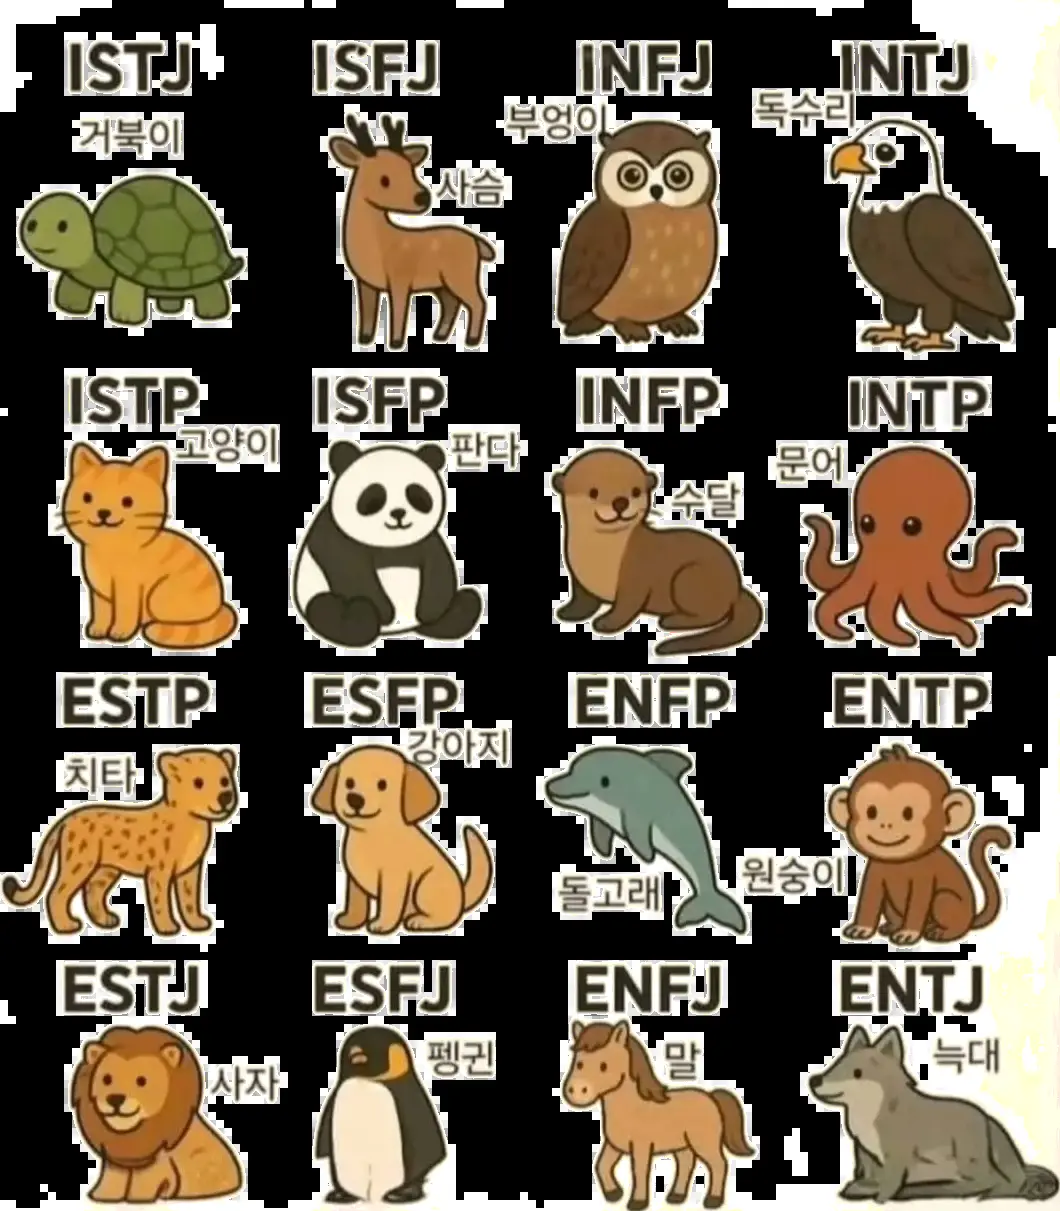 ISTJ
거북이
ISFJ
사슴
INFJ
부엉이
INTJ
독수리
ISTP
고양이
ISFP
판다
INFP
수달
INTP
문어
ESTP
치타
ESFP
강아지
ENFP
돌고래
ENTP
원숭이
ESTJ
사자
ESFJ
펭귄
ENFJ
말
ENTJ
늑대